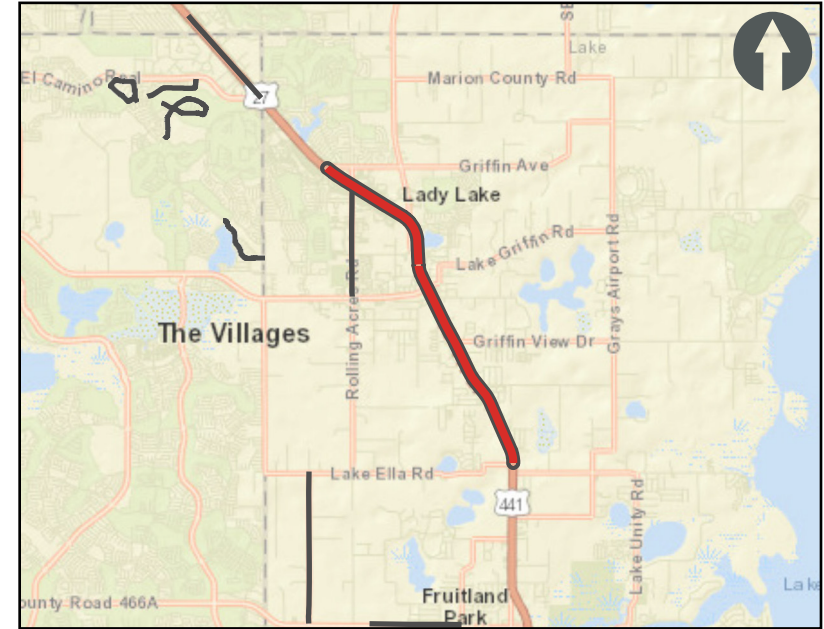 SE
Lake
El Camino Real
Marion County Rd
27
Griffin Ave
Lady Lake
Lake Griffin Rd
Grays Airport Rd
The Villages
Rolling Acres Rd
Griffin View Dr
Lake Ella Rd
441
Lake Unity Rd
Lake
Fruitland
Park
ounty Road 466A